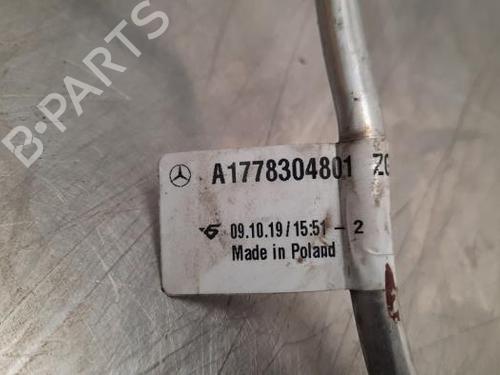 B-PARTS
A1778304801
09.10.19/15:51 - 2
Made in Poland